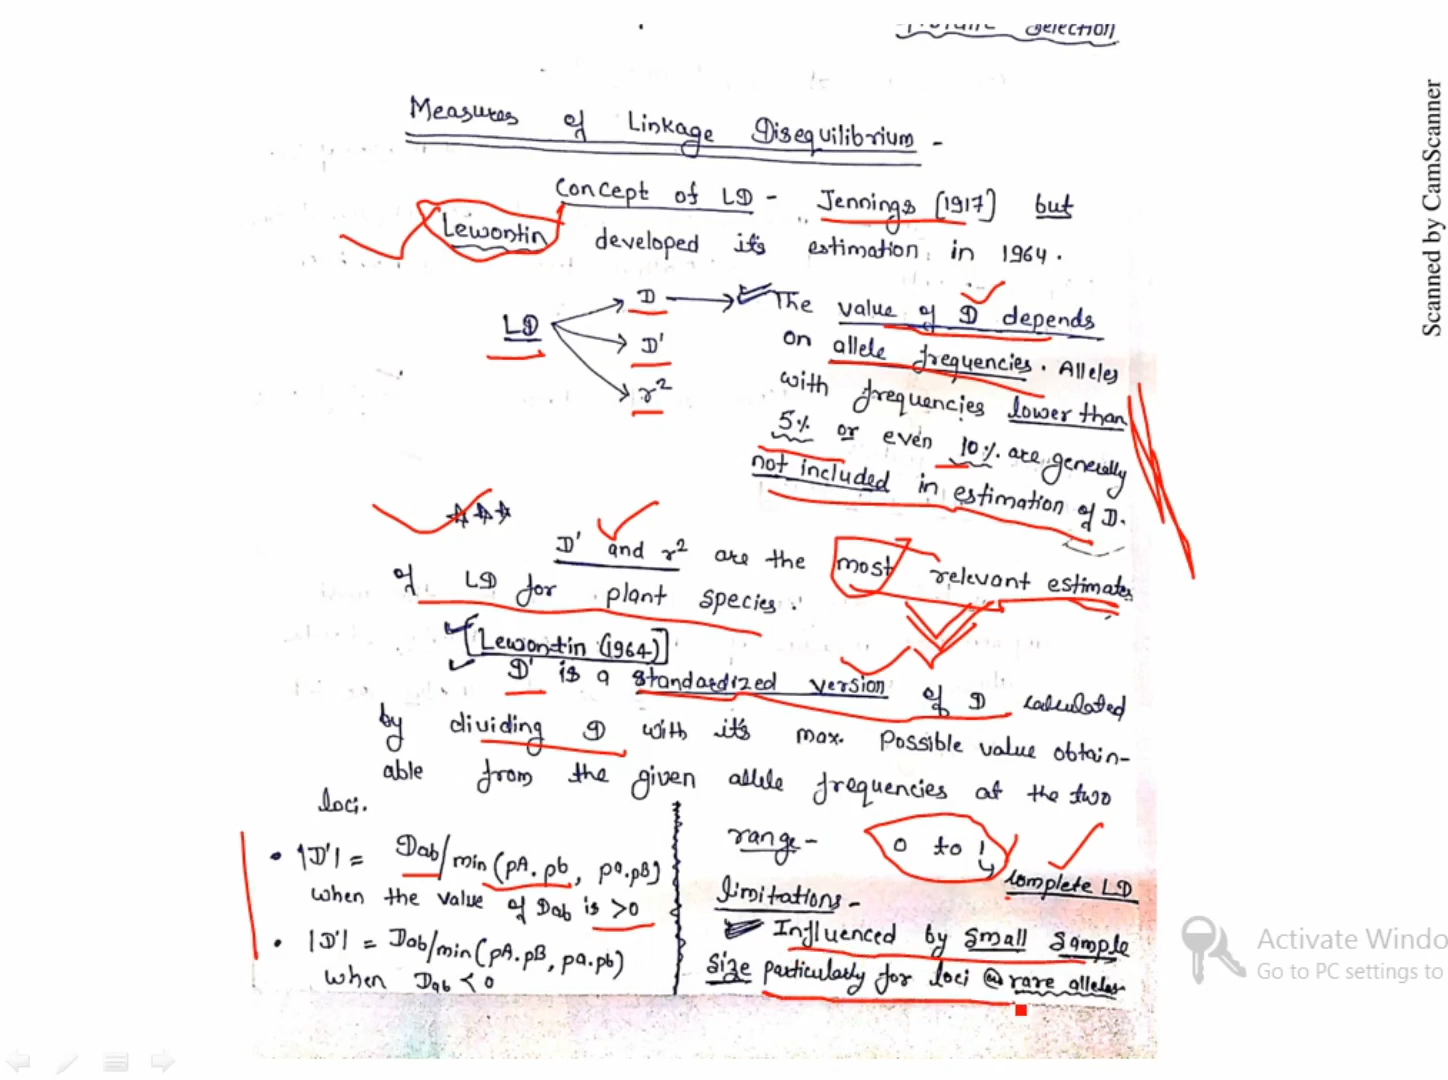 Selection
Measures of Linkage Disequilibrium -
Concept of LD - Jennings [1917] but
Lewontin developed it's estimation in 1964.
LD
D
D'
r²
The value of D depends
on allele frequencies. Alleles
with frequencies lower than
5% or even 10% are generally
not included in estimation of D.
D' and r² are the most relevant estimates
of LD for plant species.
[Lewontin (1964)]
D' is a standardized version of D calculated
by dividing D with it's max. Possible value obtain-
able from the given allele frequencies at the two
loci.
• |D'| = Dab/min (pA.pb, pa.pB)
when the value of Dab is >0
• |D'| = Dab/min(pA.pB, pa.pb)
when Dab < 0
range - 0 to 1
complete LD
limitations -
Influenced by small sample
size particularly for loci @ rare alleles
Scanned by CamScanner
Activate Windo
Go to PC settings to